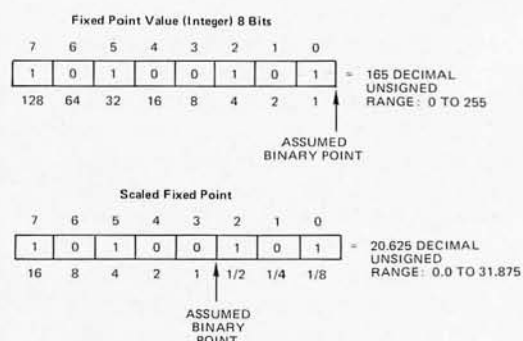 Fixed Point Value (Integer) 8 Bits
7 6 5 4 3 2 1 0
1 0 1 0 0 1 0 1 = 165 DECIMAL
UNSIGNED
RANGE: 0 TO 255
128 64 32 16 8 4 2 1
ASSUMED
BINARY POINT
Scaled Fixed Point
7 6 5 4 3 2 1 0
1 0 1 0 0 1 0 1 = 20.625 DECIMAL
UNSIGNED
RANGE: 0.0 TO 31.875
16 8 4 2 1 1/2 1/4 1/8
ASSUMED
BINARY
POINT